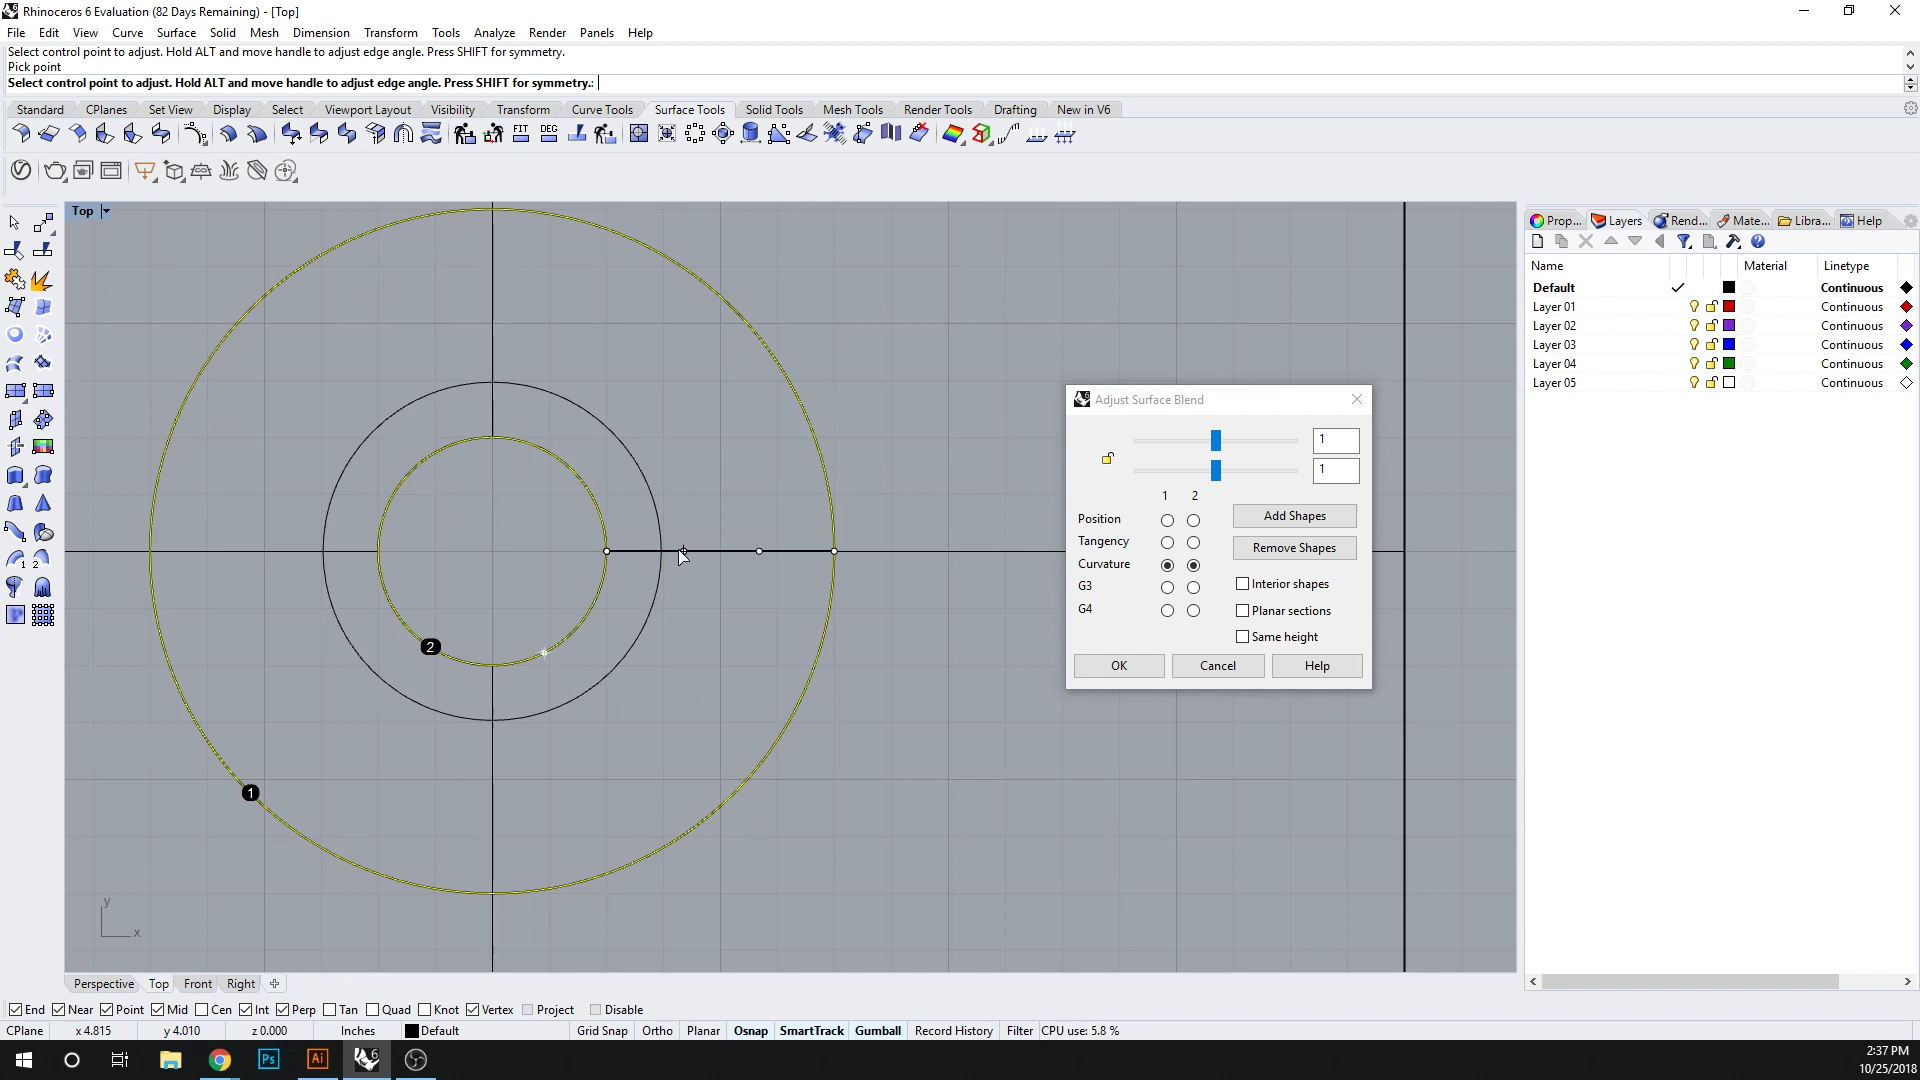 Rhinoceros 6 Evaluation (82 Days Remaining) - [Top]
File Edit View Curve Surface Solid Mesh Dimension Transform Tools Analyze Render Panels Help
Select control point to adjust. Hold ALT and move handle to adjust edge angle. Press SHIFT for symmetry.
Pick point
Select control point to adjust. Hold ALT and move handle to adjust edge angle. Press SHIFT for symmetry.:
Standard CPlanes Set View Display Select Viewport Layout Visibility Transform Curve Tools Surface Tools Solid Tools Mesh Tools Render Tools Drafting New in V6
FIT DEG
Top
Prop... Layers Rend... Mate... Libra... Help
Name Material Linetype
Default Continuous
Layer 01 Continuous
Layer 02 Continuous
Layer 03 Continuous
Layer 04 Continuous
Layer 05 Continuous
Adjust Surface Blend
1
1
1 2
Position
Tangency
Curvature
G3
G4
Add Shapes
Remove Shapes
Interior shapes
Planar sections
Same height
OK Cancel Help
2
1
y
x
Perspective Top Front Right
End Near Point Mid Cen Int Perp Tan Quad Knot Vertex Project Disable
CPlane x 4.815 y 4.010 z 0.000 Inches Default Grid Snap Ortho Planar Osnap SmartTrack Gumball Record History Filter CPU use: 5.8 %
Ps Ai 6
2:37 PM
10/25/2018